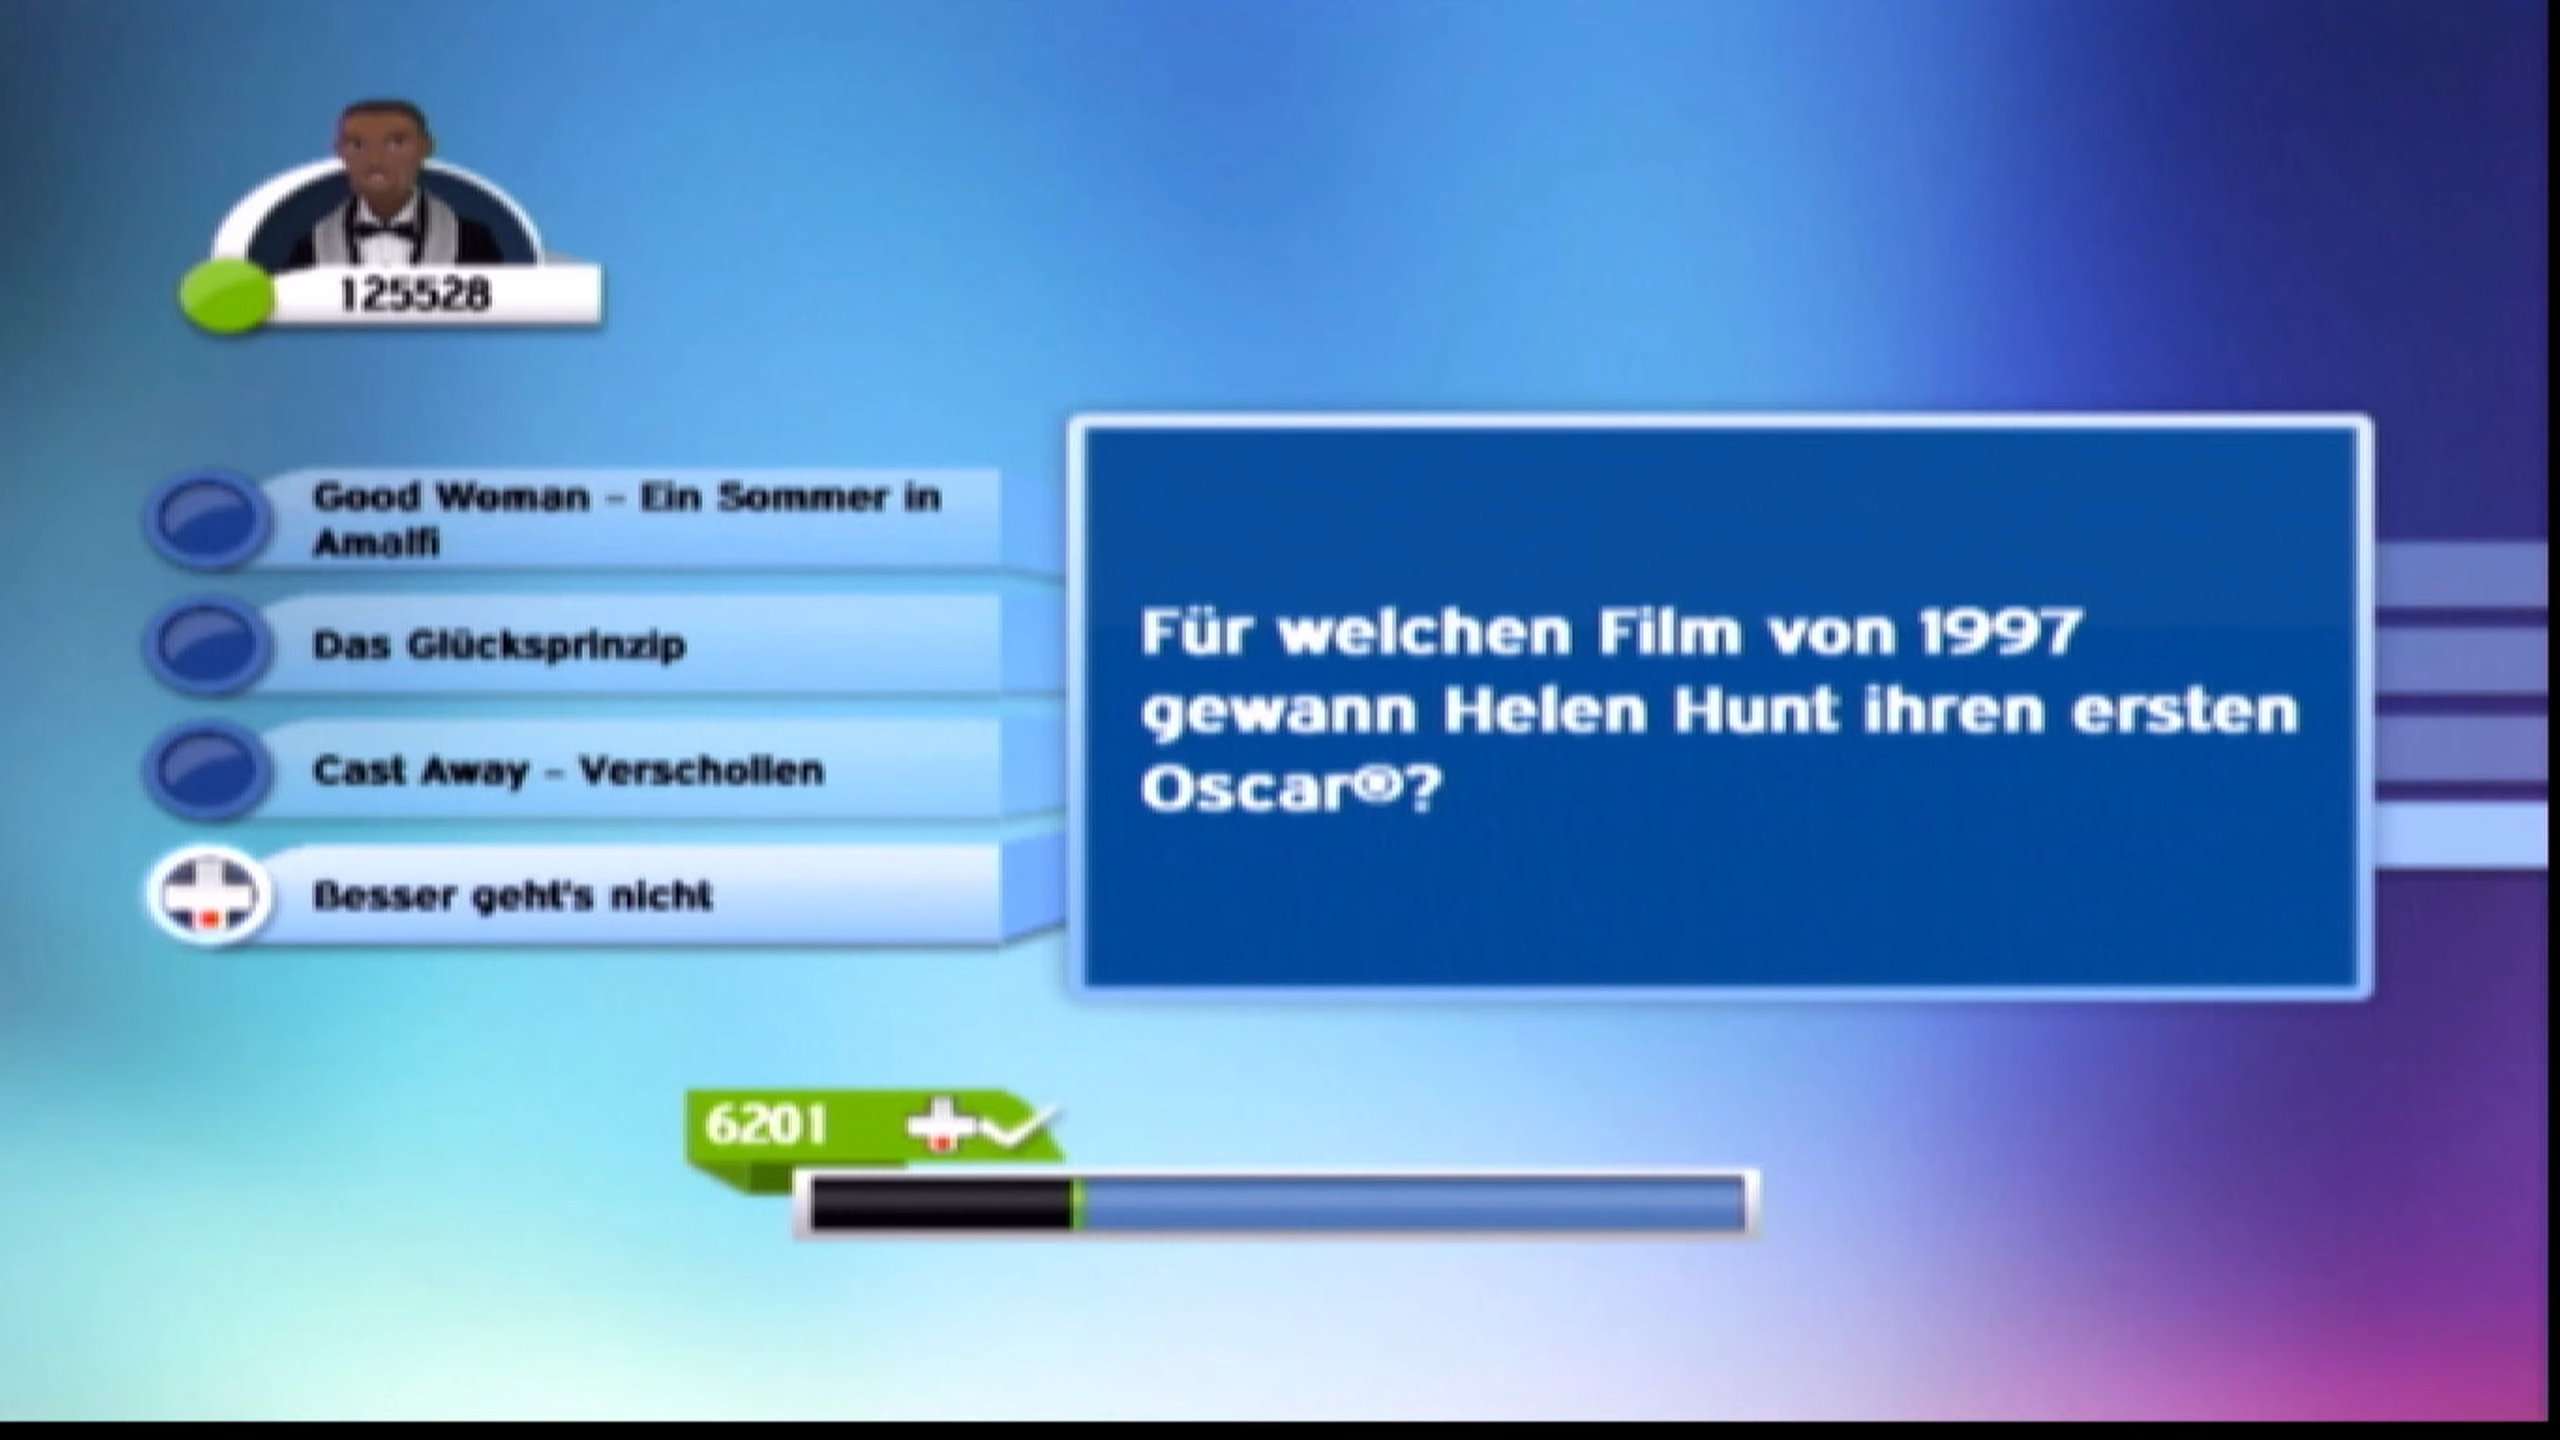 125528
Good Woman – Ein Sommer in
Amalfi
Das Glücksprinzip
Cast Away – Verschollen
Besser geht's nicht
Für welchen Film von 1997
gewann Helen Hunt ihren ersten
Oscar®?
6201